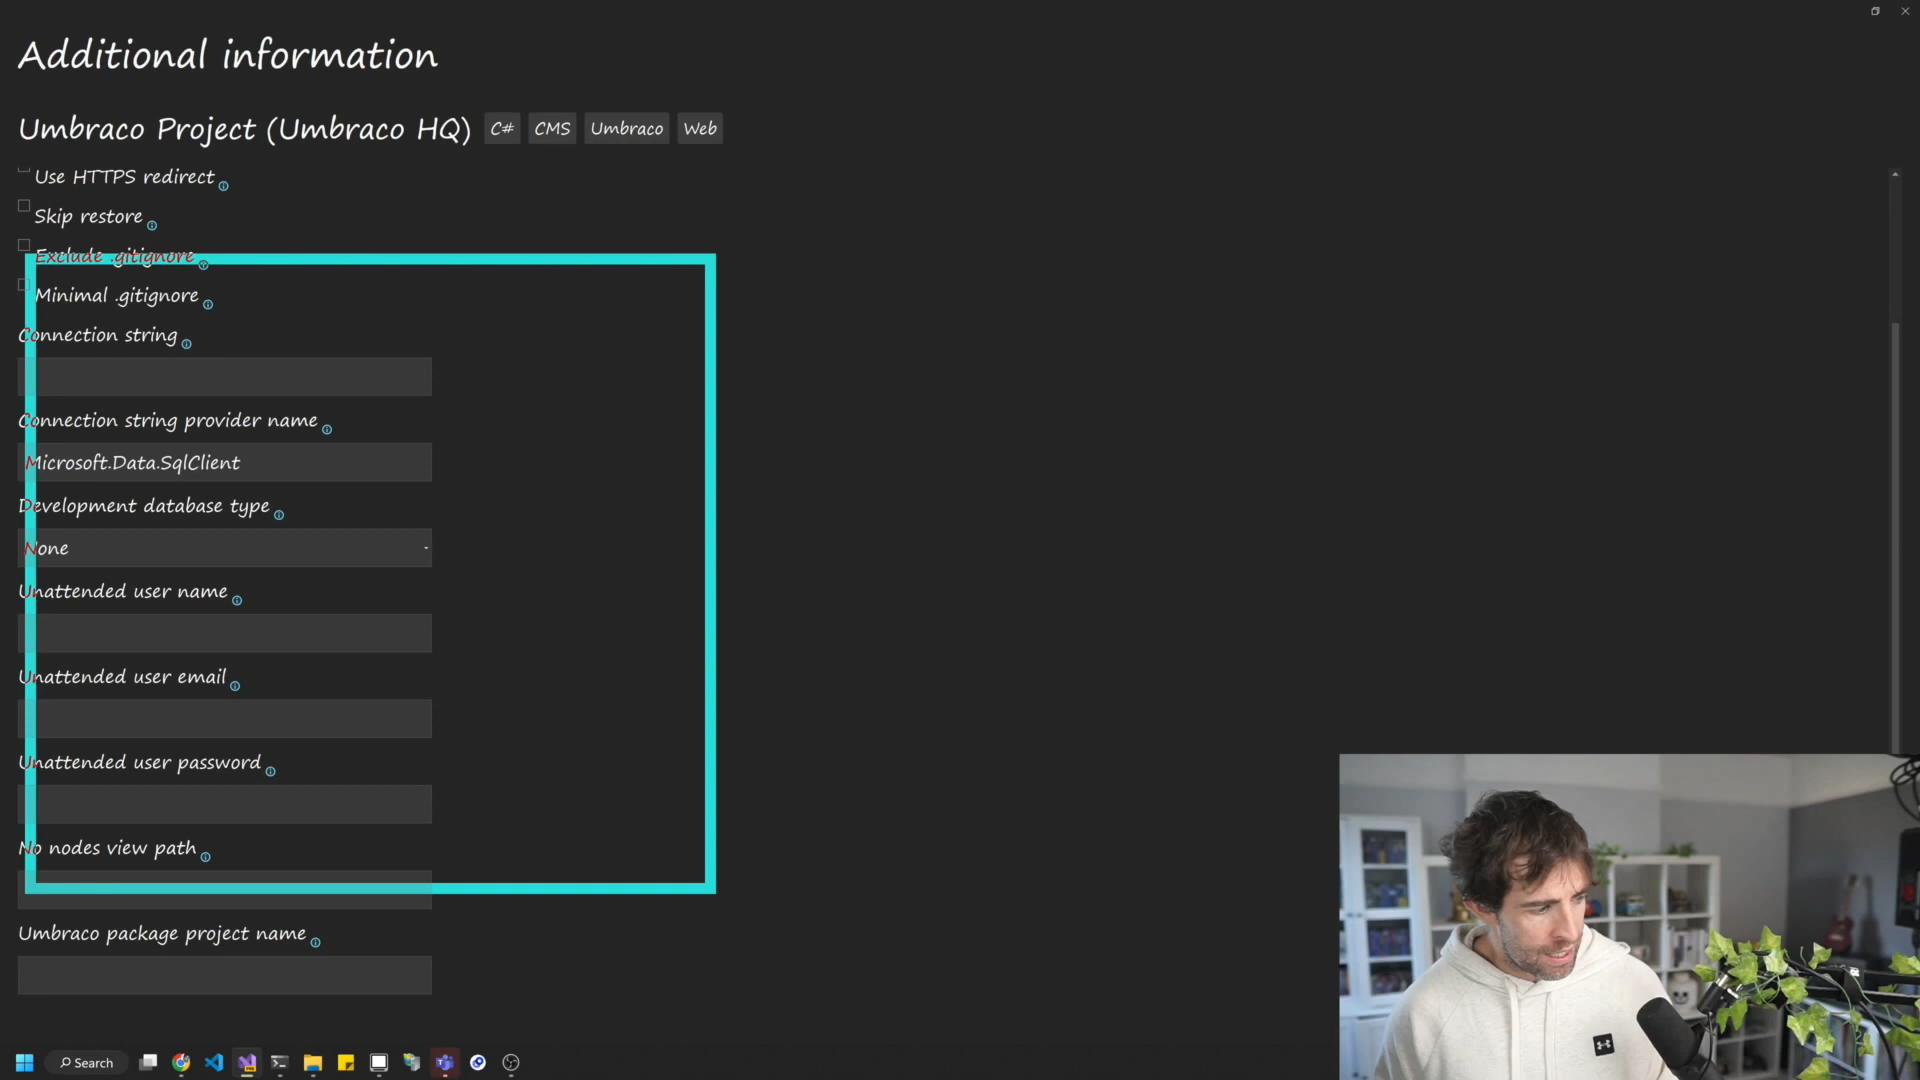 Additional information
Umbraco Project (Umbraco HQ) C# CMS Umbraco Web
Use HTTPS redirect
Skip restore
Exclude .gitignore
Minimal .gitignore
Connection string
Connection string provider name
Microsoft.Data.SqlClient
Development database type
None
Unattended user name
Unattended user email
Unattended user password
No nodes view path
Umbraco package project name
Search